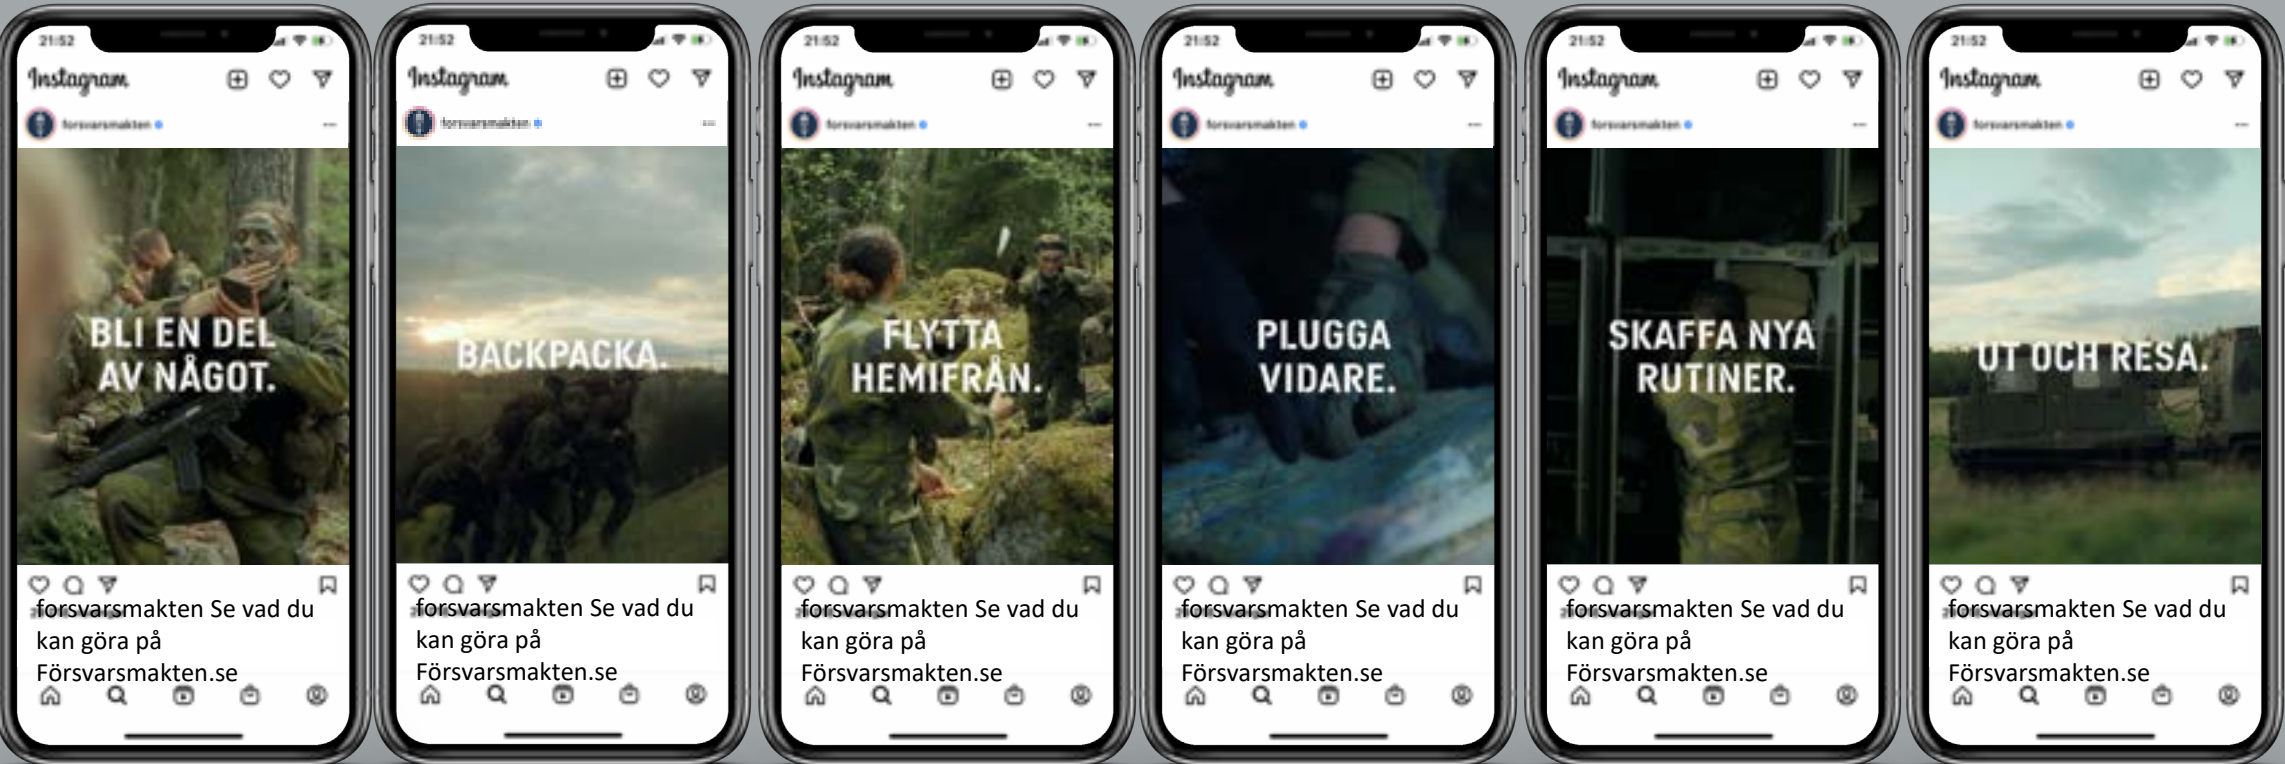 21:52
Instagram
forsvarsmakten
BLI EN DEL
AV NÅGOT.
forsvarsmakten Se vad du
kan göra på
Försvarsmakten.se
21:52
Instagram
forsvarsmakten
BACKPACKA.
forsvarsmakten Se vad du
kan göra på
Försvarsmakten.se
21:52
Instagram
forsvarsmakten
FLYTTA
HEMIFRÅN.
forsvarsmakten Se vad du
kan göra på
Försvarsmakten.se
21:52
Instagram
forsvarsmakten
PLUGGA
VIDARE.
forsvarsmakten Se vad du
kan göra på
Försvarsmakten.se
21:52
Instagram
forsvarsmakten
SKAFFA NYA
RUTINER.
forsvarsmakten Se vad du
kan göra på
Försvarsmakten.se
21:52
Instagram
forsvarsmakten
UT OCH RESA.
forsvarsmakten Se vad du
kan göra på
Försvarsmakten.se